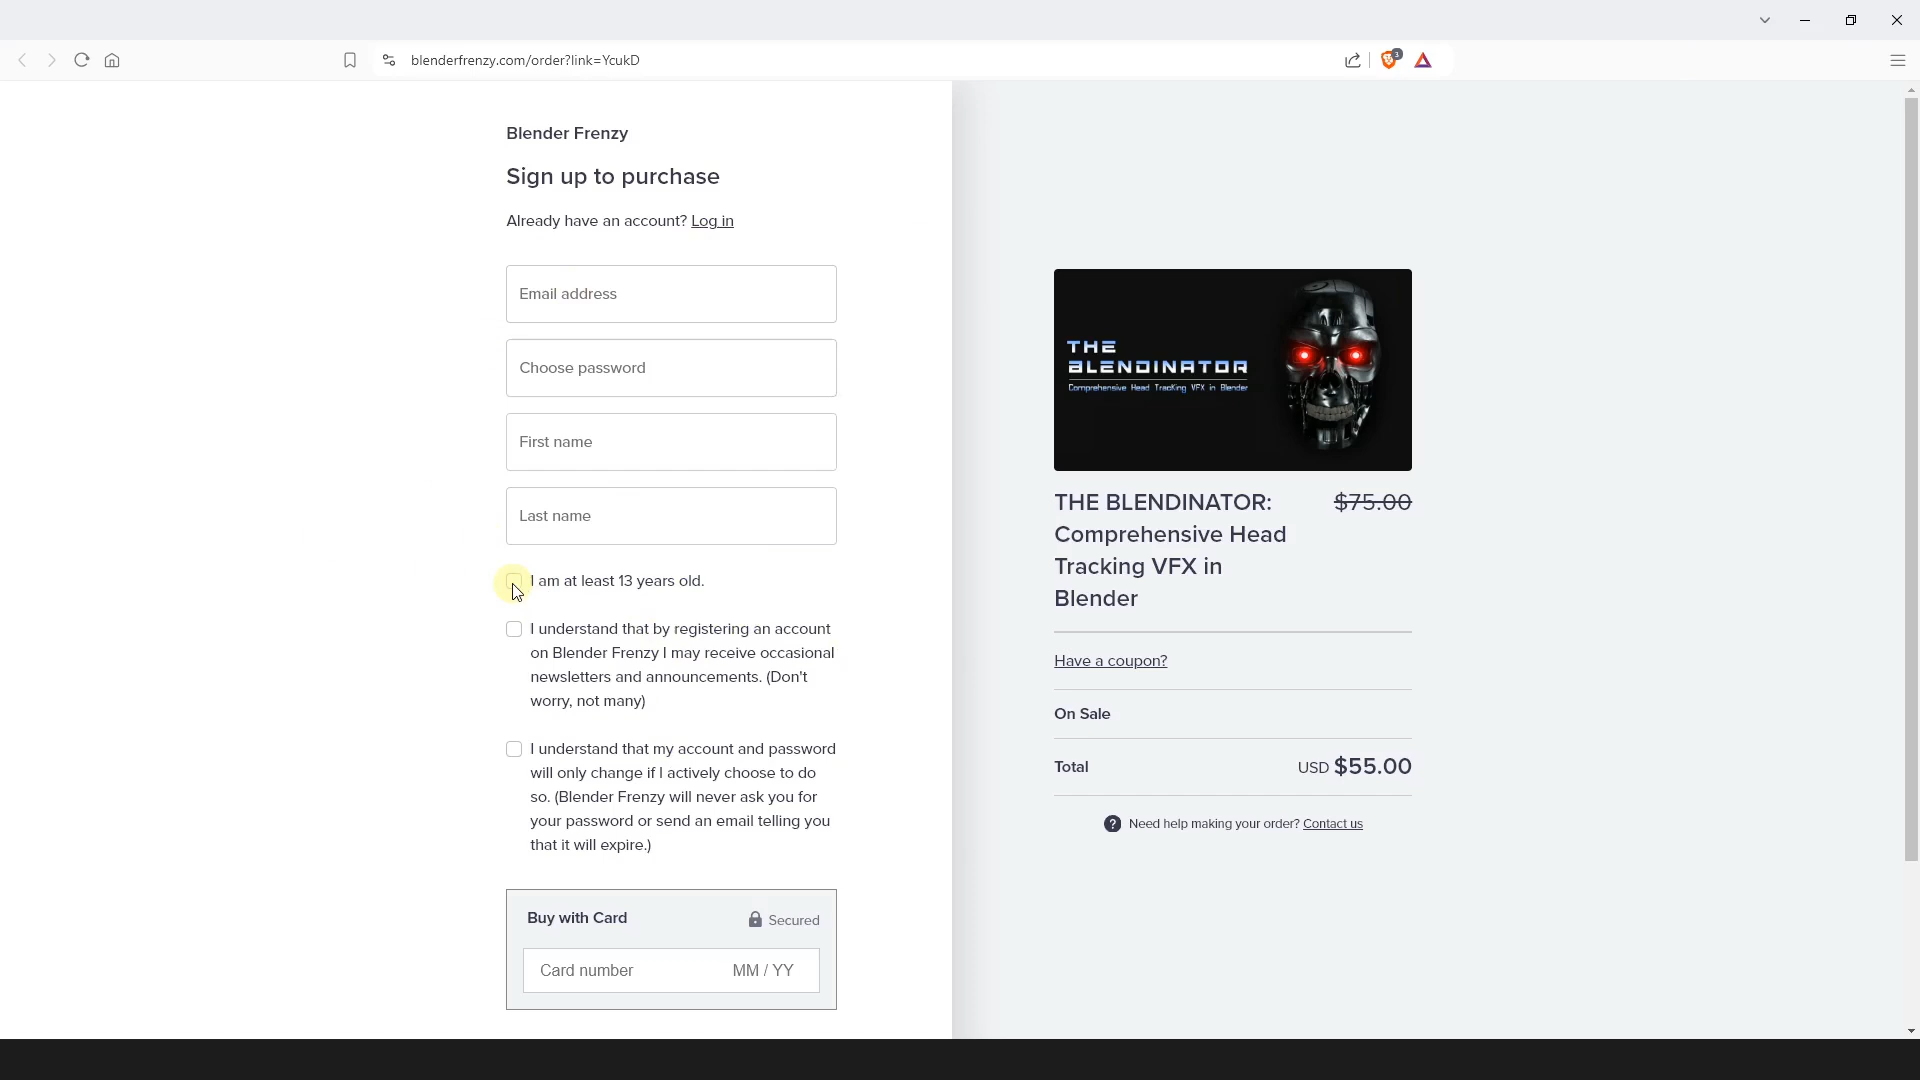 blenderfrenzy.com/order?link=YcukD
3
Blender Frenzy
Sign up to purchase
Already have an account? Log in
Email address
Choose password
First name
Last name
I am at least 13 years old.
I understand that by registering an account
on Blender Frenzy I may receive occasional
newsletters and announcements. (Don't
worry, not many)
I understand that my account and password
will only change if I actively choose to do
so. (Blender Frenzy will never ask you for
your password or send an email telling you
that it will expire.)
Buy with Card
Secured
Card number
MM / YY
THE
BLENDINATOR
Comprehensive Head Tracking VFX in Blender
THE BLENDINATOR: $75.00
Comprehensive Head
Tracking VFX in
Blender
Have a coupon?
On Sale
Total USD $55.00
? Need help making your order? Contact us